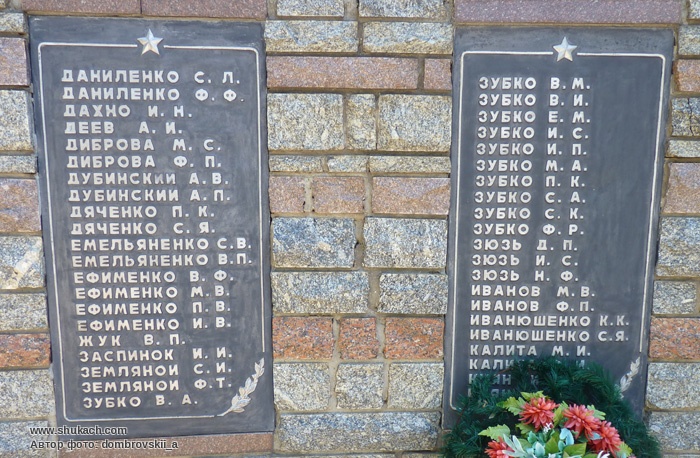 ДАНИЛЕНКО С. Л.
ДАНИЛЕНКО Ф. Ф.
ДАХНО И. Н.
ДЕЕВ А. И.
ДИБРОВА М. С.
ДИБРОВА Ф. П.
ДУБИНСКИЙ А. В.
ДУБИНСКИЙ А. П.
ДЯЧЕНКО П. К.
ДЯЧЕНКО С. Я.
ЕМЕЛЬЯНЕНКО С. В.
ЕМЕЛЬЯНЕНКО В. П.
ЕФИМЕНКО В. Ф.
ЕФИМЕНКО М. В.
ЕФИМЕНКО П. В.
ЕФИМЕНКО И. В.
ЖУК В. П.
ЗАСПИНОК И. И.
ЗЕМЛЯНОЙ С. И.
ЗЕМЛЯНОЙ Ф. Т.
ЗУБКО В. А.
ЗУБКО В. М.
ЗУБКО В. И.
ЗУБКО Е. М.
ЗУБКО И. С.
ЗУБКО И. П.
ЗУБКО М. А.
ЗУБКО П. К.
ЗУБКО С. А.
ЗУБКО С. К.
ЗУБКО Ф. Р.
ЗЮЗЬ Д. П.
ЗЮЗЬ И. С.
ЗЮЗЬ Н. Ф.
ИВАНОВ М. В.
ИВАНОВ Ф. П.
ИВАНЮШЕНКО К. К.
ИВАНЮШЕНКО С. Я.
КАЛИТА М. И.
КАЛИТА
www.shukach.com
Автор фото: dombrovskii_a